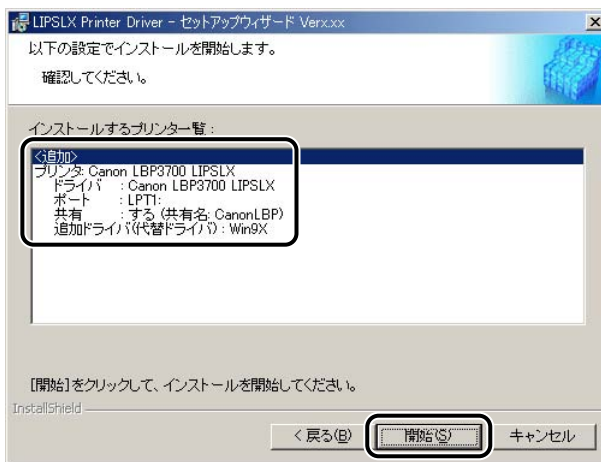 LIPSLX Printer Driver - セットアップウィザード Verx.xx
以下の設定でインストールを開始します。
確認してください。
インストールするプリンター覧:
<追加>
プリンタ: Canon LBP3700 LIPSLX
ドライバ : Canon LBP3700 LIPSLX
ポート : LPT1:
共有 : する (共有名: CanonLBP)
追加ドライバ(代替ドライバ) : Win9X
[開始]をクリックして、インストールを開始してください。
InstallShield
< 戻る(B) 開始(S) キャンセル